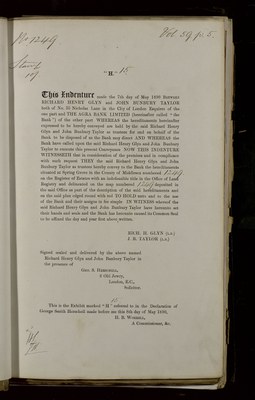 No 1249
Vol 29 p. 5.
Stamp
"H." 15
This Indenture made the 7th day of May 1890 BETWEEN
RICHARD HENRY GLYN and JOHN BUNBURY TAYLOR
both of No. 35 Nicholas Lane in the City of London Esquires of the
one part and THE AGRA BANK LIMITED (hereinafter called "the
Bank") of the other part WHEREAS the hereditaments hereinafter
expressed to be hereby conveyed are held by the said Richard Henry
Glyn and John Bunbury Taylor as trustees for and on behalf of the
Bank to be disposed of as the Bank may direct AND WHEREAS the
Bank have called upon the said Richard Henry Glyn and John Bunbury
Taylor to execute this present Conveyance NOW THIS INDENTURE
WITNESSETH that in consideration of the premises and in compliance
with such request THEY the said Richard Henry Glyn and John
Bunbury Taylor as trustees hereby convey to the Bank the hereditaments
situated at Spring Grove in the County of Middlesex numbered 1249
on the Register of Estates with an indefeasible title in the Office of Land
Registry and delineated on the map numbered 1249 deposited in
the said Office as part of the description of the said hereditaments and
on the said plan edged round with red TO HOLD unto and to the use
of the Bank and their assigns in fee simple IN WITNESS whereof the
said Richard Henry Glyn and John Bunbury Taylor have hereunto set
their hands and seals and the Bank has hereunto caused its Common Seal
to be affixed the day and year first above written.
RICH. H. GLYN (L.S.)
J. B. TAYLOR (L.S.)
Signed sealed and delivered by the above named
Richard Henry Glyn and John Bunbury Taylor in
the presence of
GEO. S.
Old Jewry,
London, E.C.,
Solicitor.
This is the Exhibit marked "H" referred to in the Declaration of
George Smith made before me this 8th day of May 1890,
H. B.
A Commissioner, &c.